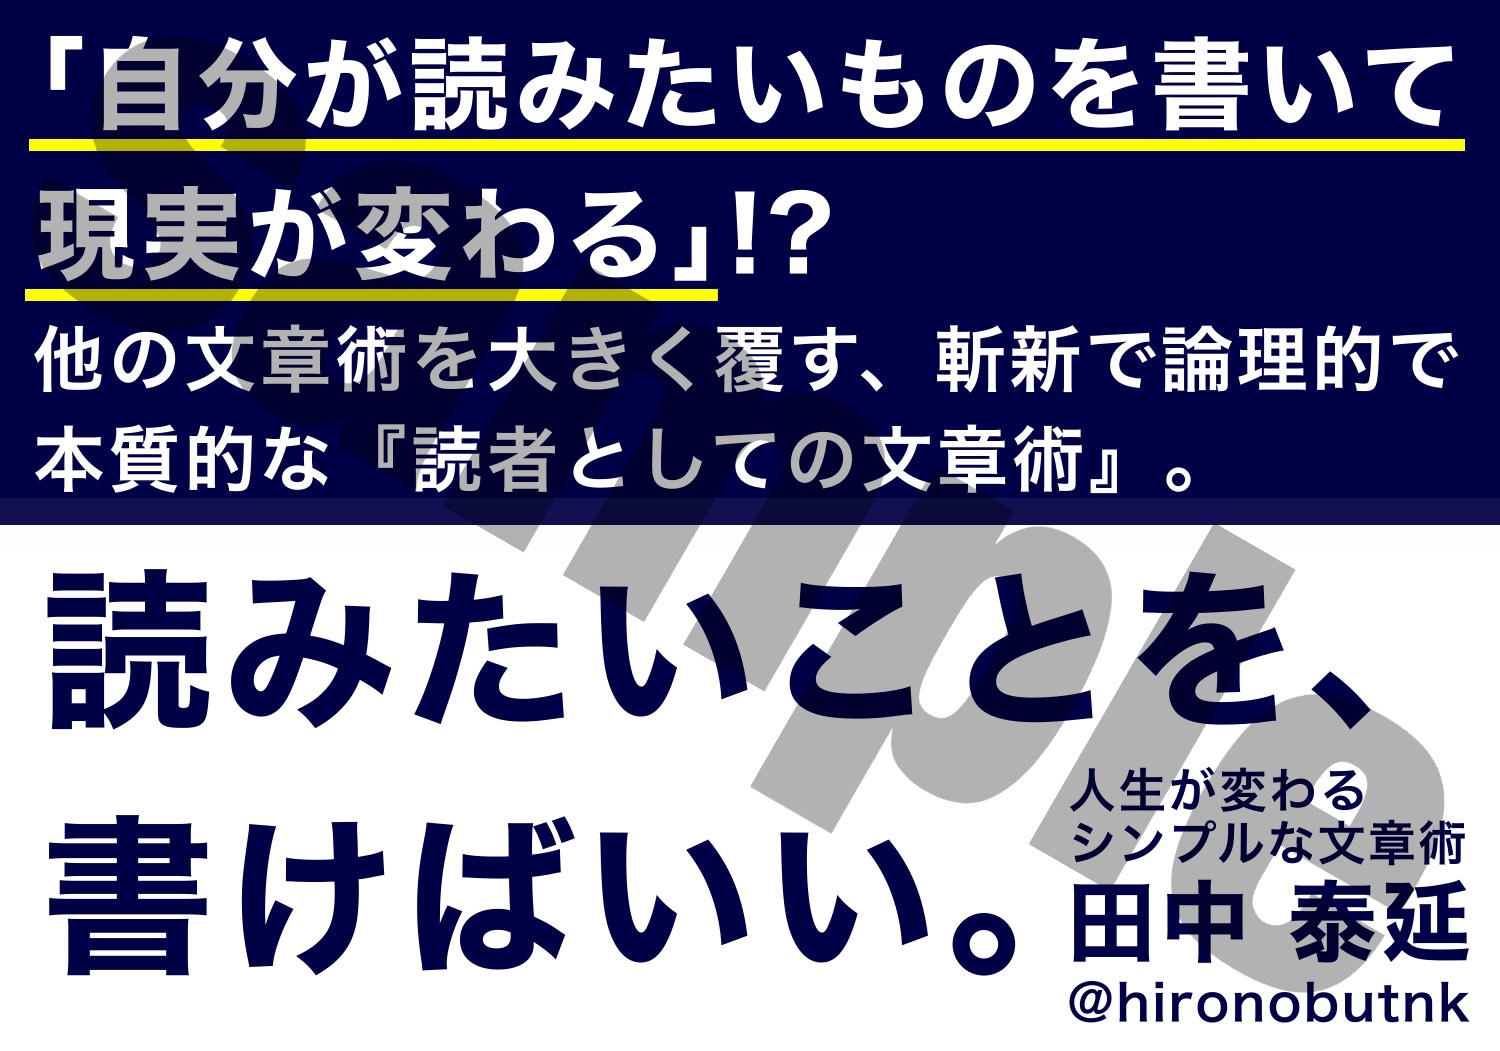 「自分が読みたいものを書いて
現実が変わる」!?
他の文章術を大きく覆す、斬新で論理的で
本質的な『読者としての文章術』。
読みたいことを、
書けばいい。
人生が変わる
シンプルな文章術
田中 泰延
@hironobutnk
Sample